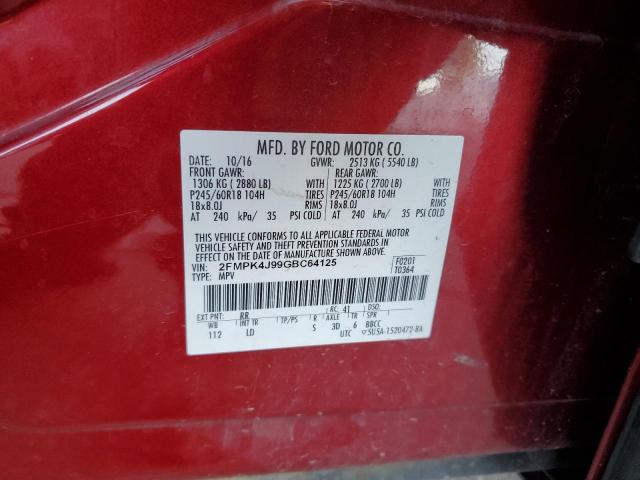 MFD. BY FORD MOTOR CO.
DATE: 10/16 GVWR: 2513 KG ( 5540 LB)
FRONT GAWR: REAR GAWR:
1306 KG ( 2880 LB) WITH 1225 KG ( 2700 LB) WITH
P245/60R18 104H TIRES P245/60R18 104H TIRES
18x8.0J RIMS 18x8.0J RIMS
AT 240 kPa/ 35 PSI COLD AT 240 kPa/ 35 PSI COLD
THIS VEHICLE CONFORMS TO ALL APPLICABLE FEDERAL MOTOR
VEHICLE SAFETY AND THEFT PREVENTION STANDARDS IN
EFFECT ON THE DATE OF MANUFACTURE SHOWN ABOVE.
VIN: 2FMPK4J99GBC64125 F0201
TYPE: MPV T0364
EXT PNT: RR RC: 41 DSO:
WB INT TR TP/PS R AXLE TR SPR
112 LD S 3D 6 BBCC
UTC 5U5A-1520472-BA